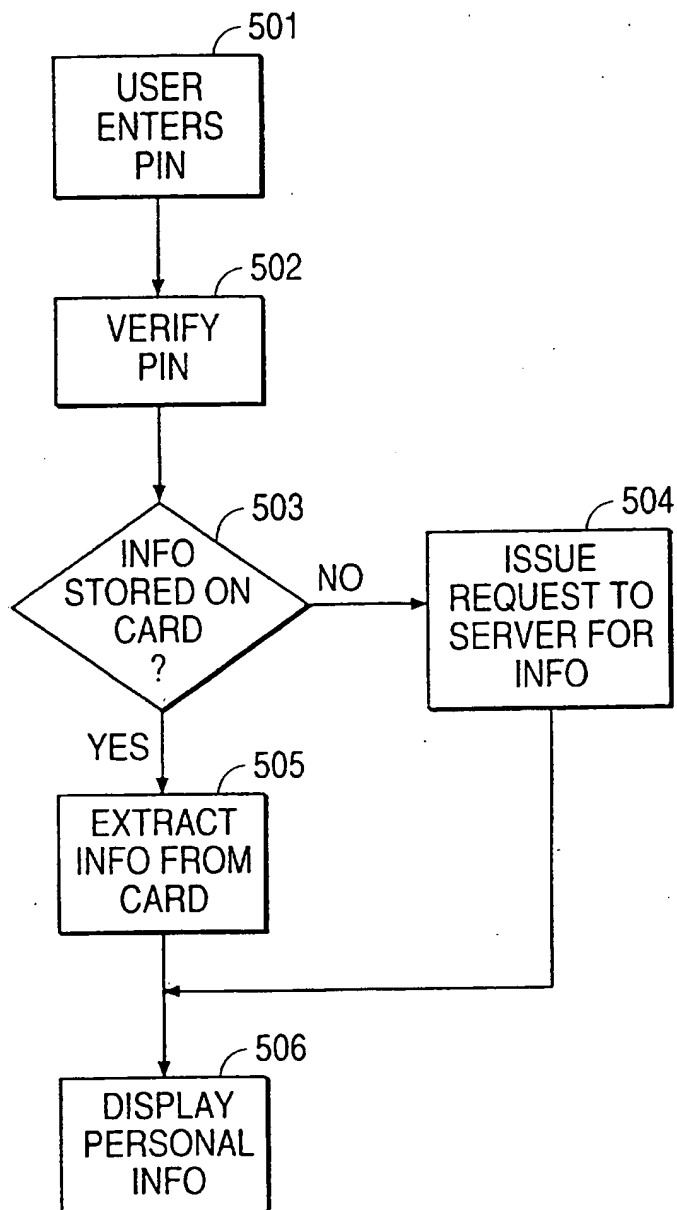 501
USER
ENTERS
PIN
502
VERIFY
PIN
503
INFO
STORED ON
CARD
?
NO
504
ISSUE
REQUEST TO
SERVER FOR
INFO
YES
505
EXTRACT
INFO FROM
CARD
506
DISPLAY
PERSONAL
INFO